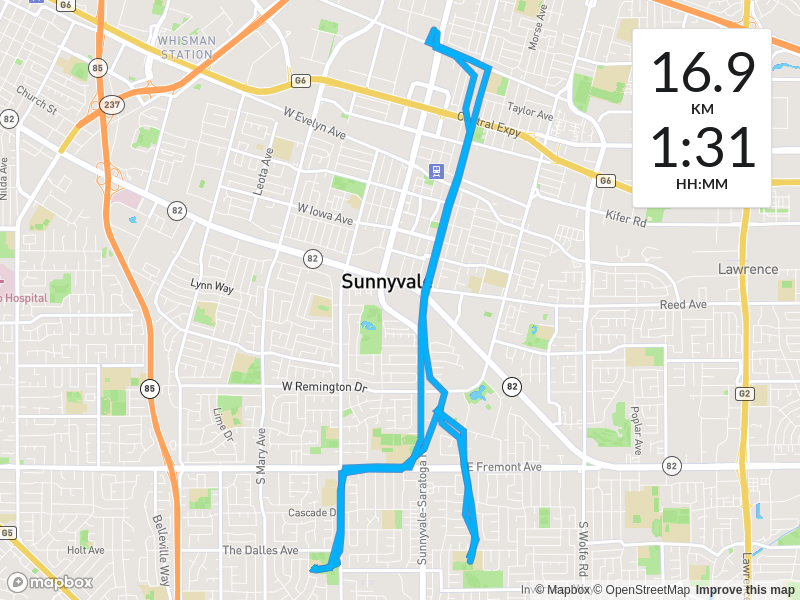 G6
WHISMAN
STATION
Morse Ave
85
G6
237
Church St
82
W Evelyn Ave
Taylor Ave
Central Expy
16.9
KM
1:31
HH:MM
Nilda Ave
Leota Ave
G6
82
W Iowa Ave
Kifer Rd
82
Lawrence
Lynn Way
Sunnyvale
Hospital
Reed Ave
85
W Remington Dr
82
G2
Lime Dr
Poplar Ave
S Mary Ave
E Fremont Ave
82
Sunnyvale-Saratoga
Cascade D
Belleville Way
G5
Holt Ave
The Dalles Ave
S Wolfe Rd
Lawrence
mapbox
© Mapbox © OpenStreetMap Improve this map